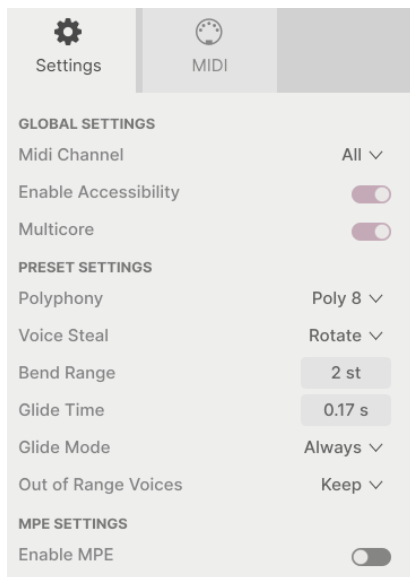 Settings MIDI
GLOBAL SETTINGS
Midi Channel All
Enable Accessibility
Multicore
PRESET SETTINGS
Polyphony Poly 8
Voice Steal Rotate
Bend Range 2 st
Glide Time 0.17 s
Glide Mode Always
Out of Range Voices Keep
MPE SETTINGS
Enable MPE